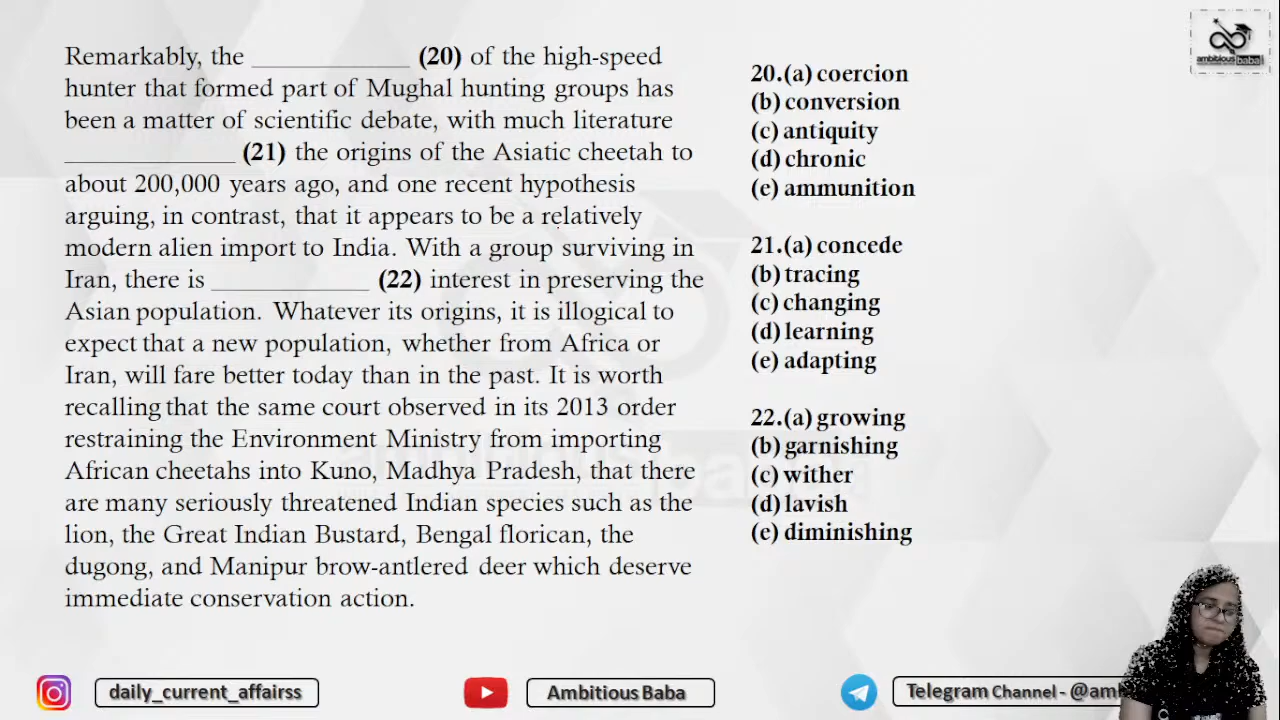 Remarkably, the ____________ (20) of the high-speed
hunter that formed part of Mughal hunting groups has
been a matter of scientific debate, with much literature
_____________ (21) the origins of the Asiatic cheetah to
about 200,000 years ago, and one recent hypothesis
arguing, in contrast, that it appears to be a relatively
modern alien import to India. With a group surviving in
Iran, there is ____________ (22) interest in preserving the
Asian population. Whatever its origins, it is illogical to
expect that a new population, whether from Africa or
Iran, will fare better today than in the past. It is worth
recalling that the same court observed in its 2013 order
restraining the Environment Ministry from importing
African cheetahs into Kuno, Madhya Pradesh, that there
are many seriously threatened Indian species such as the
lion, the Great Indian Bustard, Bengal florican, the
dugong, and Manipur brow-antlered deer which deserve
immediate conservation action.
20.(a) coercion
(b) conversion
(c) antiquity
(d) chronic
(e) ammunition
21.(a) concede
(b) tracing
(c) changing
(d) learning
(e) adapting
22.(a) growing
(b) garnishing
(c) wither
(d) lavish
(e) diminishing
ambitiousbaba
daily_current_affairss
Ambitious Baba
Telegram Channel -